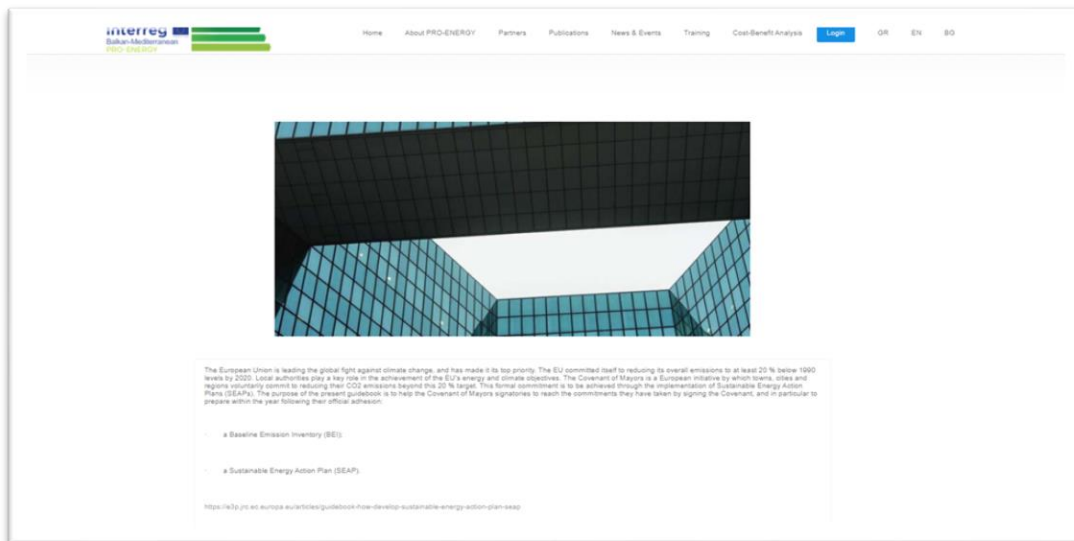 Interreg
Balkan-Mediterranean
PRO-ENERGY
Home About PRO-ENERGY Partners Publications News & Events Training Cost-Benefit Analysis Login GR EN BG
The European Union is leading the global fight against climate change, and has made it its top priority. The EU committed itself to reducing its overall emissions to at least 20 % below 1990
levels by 2020. Local authorities play a key role in the achievement of the EU's energy and climate objectives. The Covenant of Mayors is a European initiative by which towns, cities and
regions voluntarily commit to reducing their CO2 emissions beyond this 20 % target. This formal commitment is to be achieved through the implementation of Sustainable Energy Action
Plans (SEAPs). The purpose of the present guidebook is to help the Covenant of Mayors signatories to reach the commitments they have taken by signing the Covenant, and in particular to
prepare within the year following their official adhesion:
· a Baseline Emission Inventory (BEI);
· a Sustainable Energy Action Plan (SEAP).
https://e3p.jrc.ec.europa.eu/articles/guidebook-how-develop-sustainable-energy-action-plan-seap